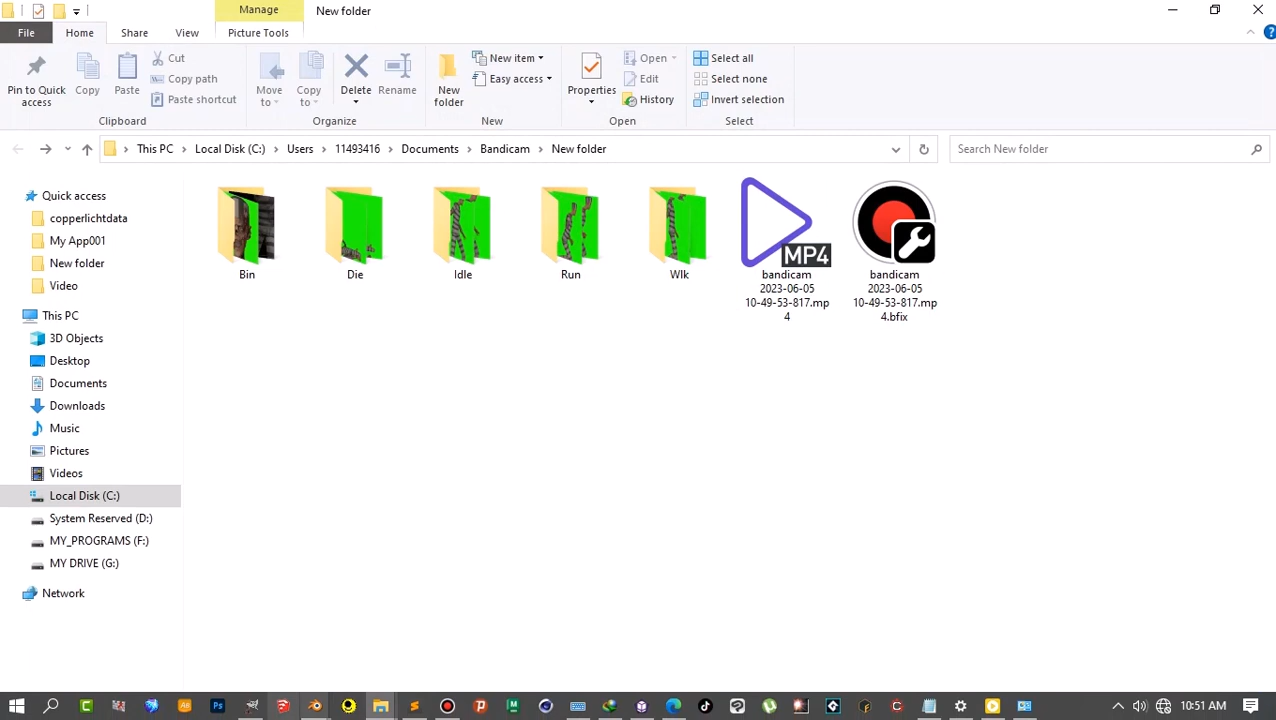 Manage
New folder
File
Home
Share
View
Picture Tools
Pin to Quick
access
Copy
Paste
Cut
Copy path
Paste shortcut
Clipboard
Move
to
Copy
to
Delete
Rename
Organize
New
folder
New item
Easy access
New
Properties
Open
Edit
History
Open
Select all
Select none
Invert selection
Select
This PC
Local Disk (C:)
Users
11493416
Documents
Bandicam
New folder
Search New folder
Quick access
copperlichtdata
My App001
New folder
Video
This PC
3D Objects
Desktop
Documents
Downloads
Music
Pictures
Videos
Local Disk (C:)
System Reserved (D:)
MY_PROGRAMS (F:)
MY DRIVE (G:)
Network
Bin
Die
Idle
Run
Wlk
MP4
bandicam
2023-06-05
10-49-53-817.mp
4
bandicam
2023-06-05
10-49-53-817.mp
4.bfix
10:51 AM